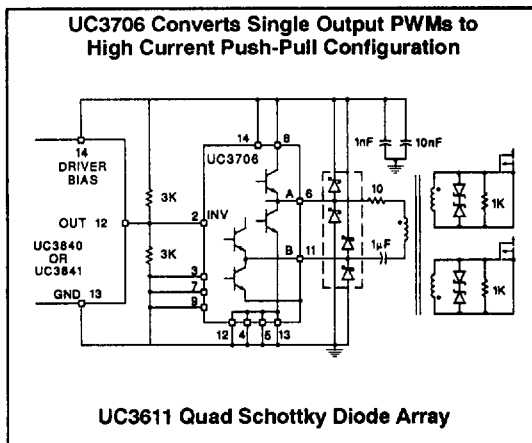 UC3706 Converts Single Output PWMs to
High Current Push-Pull Configuration
14
DRIVER
BIAS
OUT 12
UC3840
OR
UC3841
GND 13
3K
3K
14 8
UC3706
2 INV
3
7
9
A 6
B 11
12 4 5 13
1nF
10nF
10
1µF
1K
1K
UC3611 Quad Schottky Diode Array